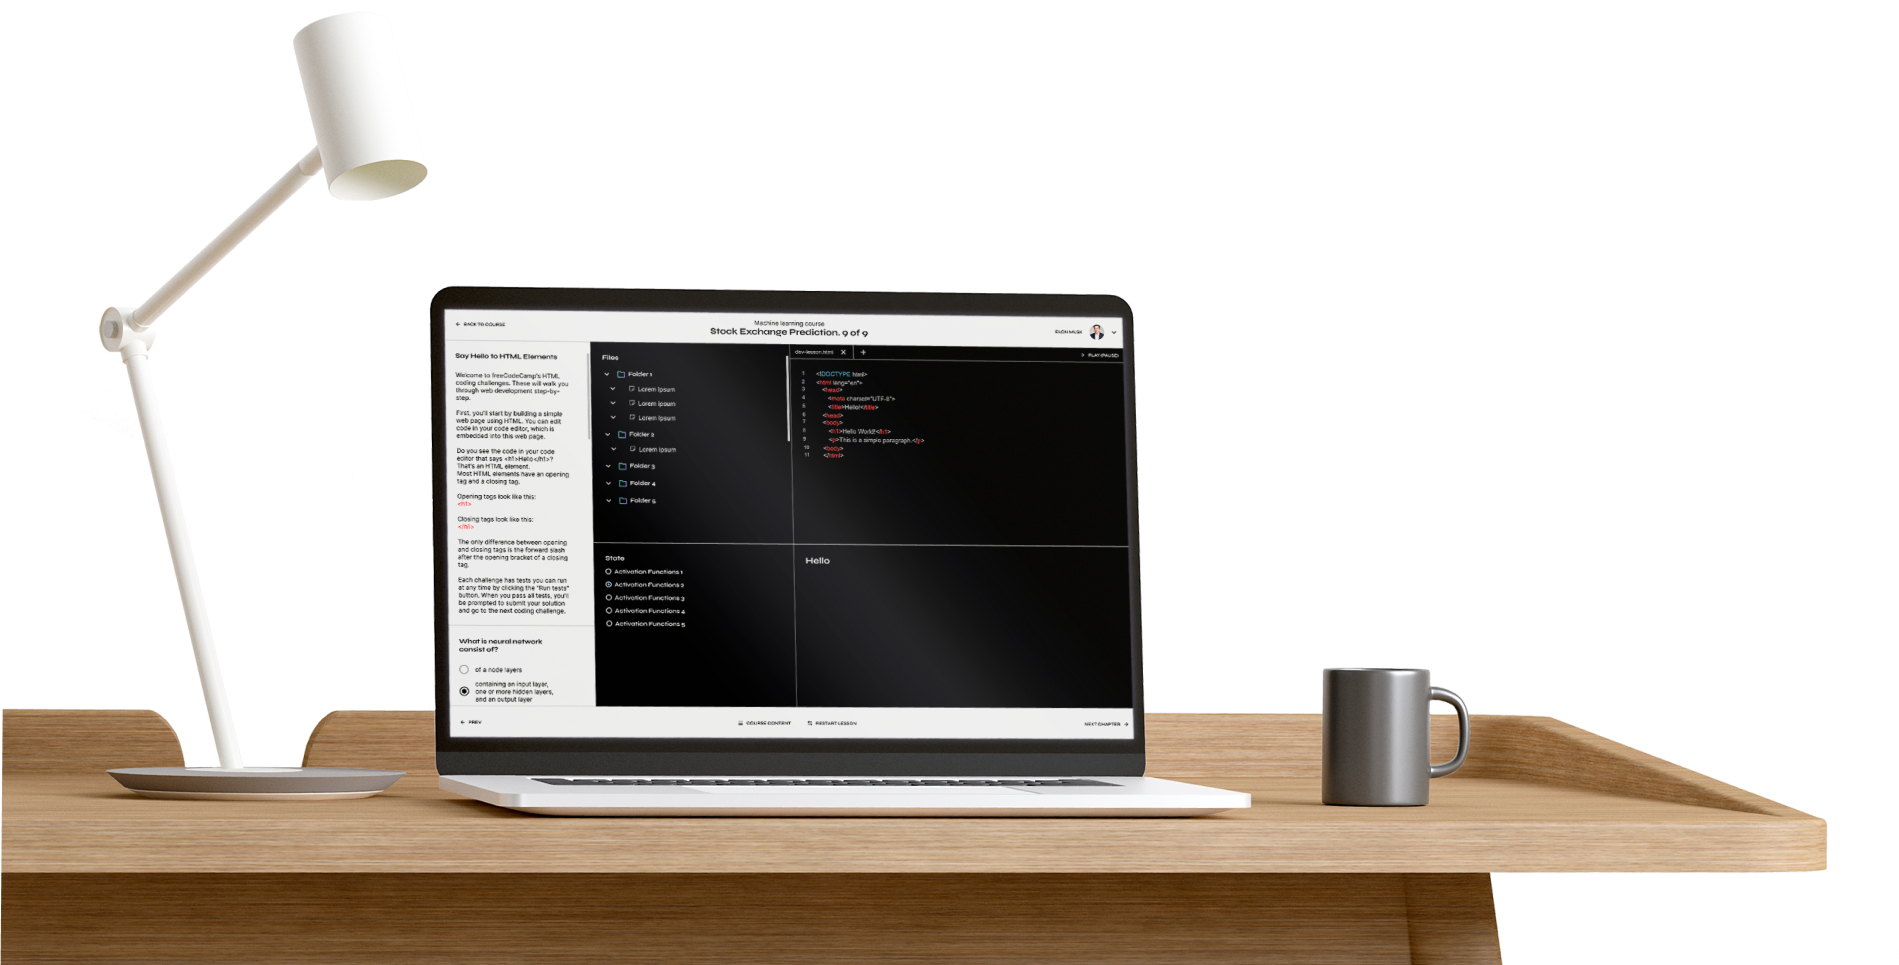 ← BACK TO COURSE
Machine learning course
Stock Exchange Prediction. 9 of 9
ELON MUSK
Say Hello to HTML Elements
Welcome to freeCodeCamp's HTML
coding challenges. These will walk you
through web development step-by-
step.
First, you'll start by building a simple
web page using HTML. You can edit
code in your code editor, which is
embedded into this web page.
Do you see the code in your code
editor that says <h1>Hello</h1>?
That's an HTML element.
Most HTML elements have an opening
tag and a closing tag.
Opening tags look like this:
<h1>
Closing tags look like this:
</h1>
The only difference between opening
and closing tags is the forward slash
after the opening bracket of a closing
tag.
Each challenge has tests you can run
at any time by clicking the "Run tests"
button. When you pass all tests, you'll
be prompted to submit your solution
and go to the next coding challenge.
What is neural network
consist of?
of a node layers
containing an input layer,
one or more hidden layers,
and an output layer
Files
Folder 1
Lorem ipsum
Lorem ipsum
Lorem ipsum
Folder 2
Lorem ipsum
Folder 3
Folder 4
Folder 5
dev-lesson.html × +
PLAY (PAUSE)
1 <!DOCTYPE html>
2 <html lang="en">
3 <head>
4 <meta charset="UTF-8">
5 <title>Hello!</title>
6 <head>
7 <body>
8 <h1>Hello World!</h1>
9 <p>This is a simple paragraph.</p>
10 <body>
11 </html>
State
Activation Functions 1
Activation Functions 2
Activation Functions 3
Activation Functions 4
Activation Functions 5
Hello
← PREV
COURSE CONTENT
RESTART LESSON
NEXT CHAPTER →